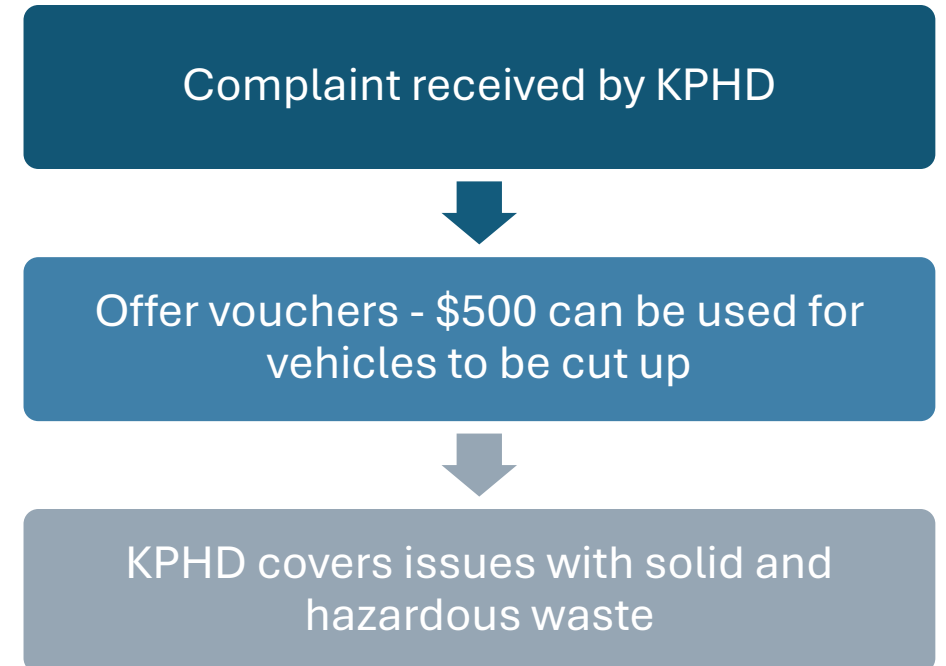 Complaint received by KPHD
Offer vouchers - $500 can be used for
vehicles to be cut up
KPHD covers issues with solid and
hazardous waste